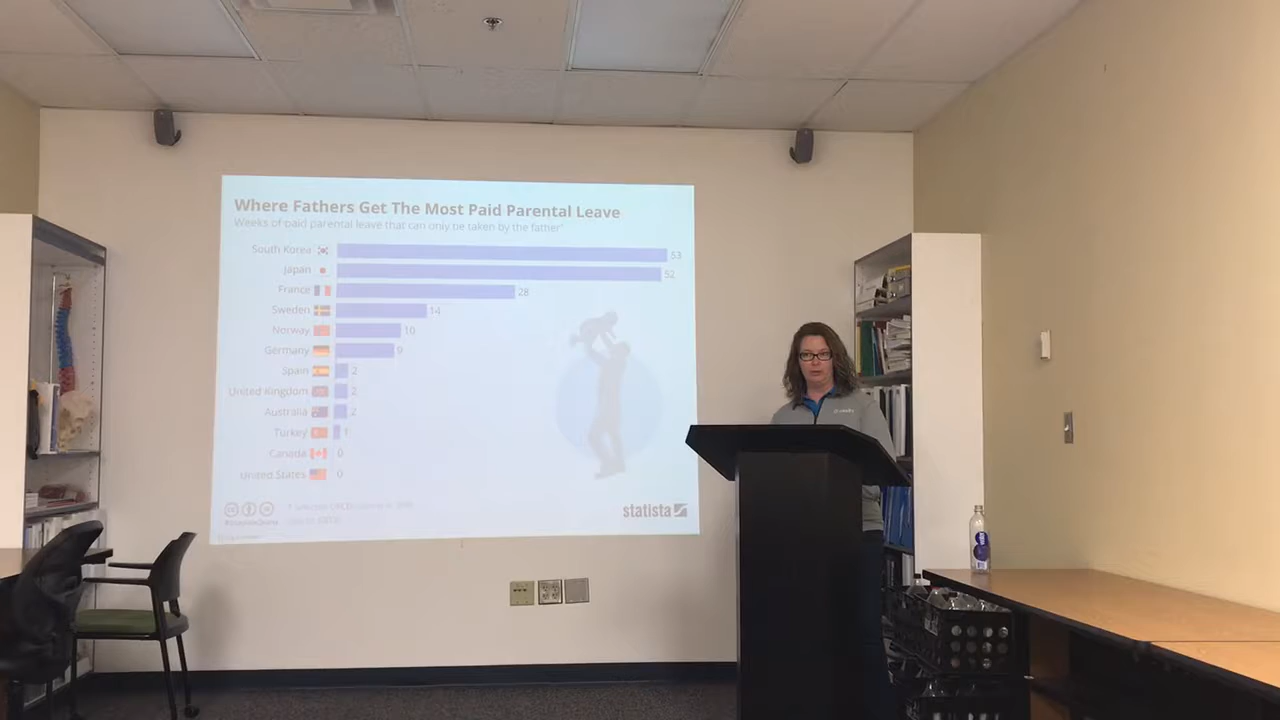 Where Fathers Get The Most Paid Parental Leave
Weeks of paid parental leave that can only be taken by the father*
South Korea 53
Japan 52
France 28
Sweden 14
Norway 10
Germany 9
Spain 2
United Kingdom 2
Australia 2
Turkey 1
Canada 0
United States 0
statista